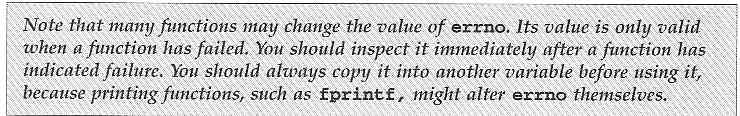 Note that many functions may change the value of errno. Its value is only valid
when a function has failed. You should inspect it immediately after a function has
indicated failure. You should always copy it into another variable before using it,
because printing functions, such as fprintf, might alter errno themselves.